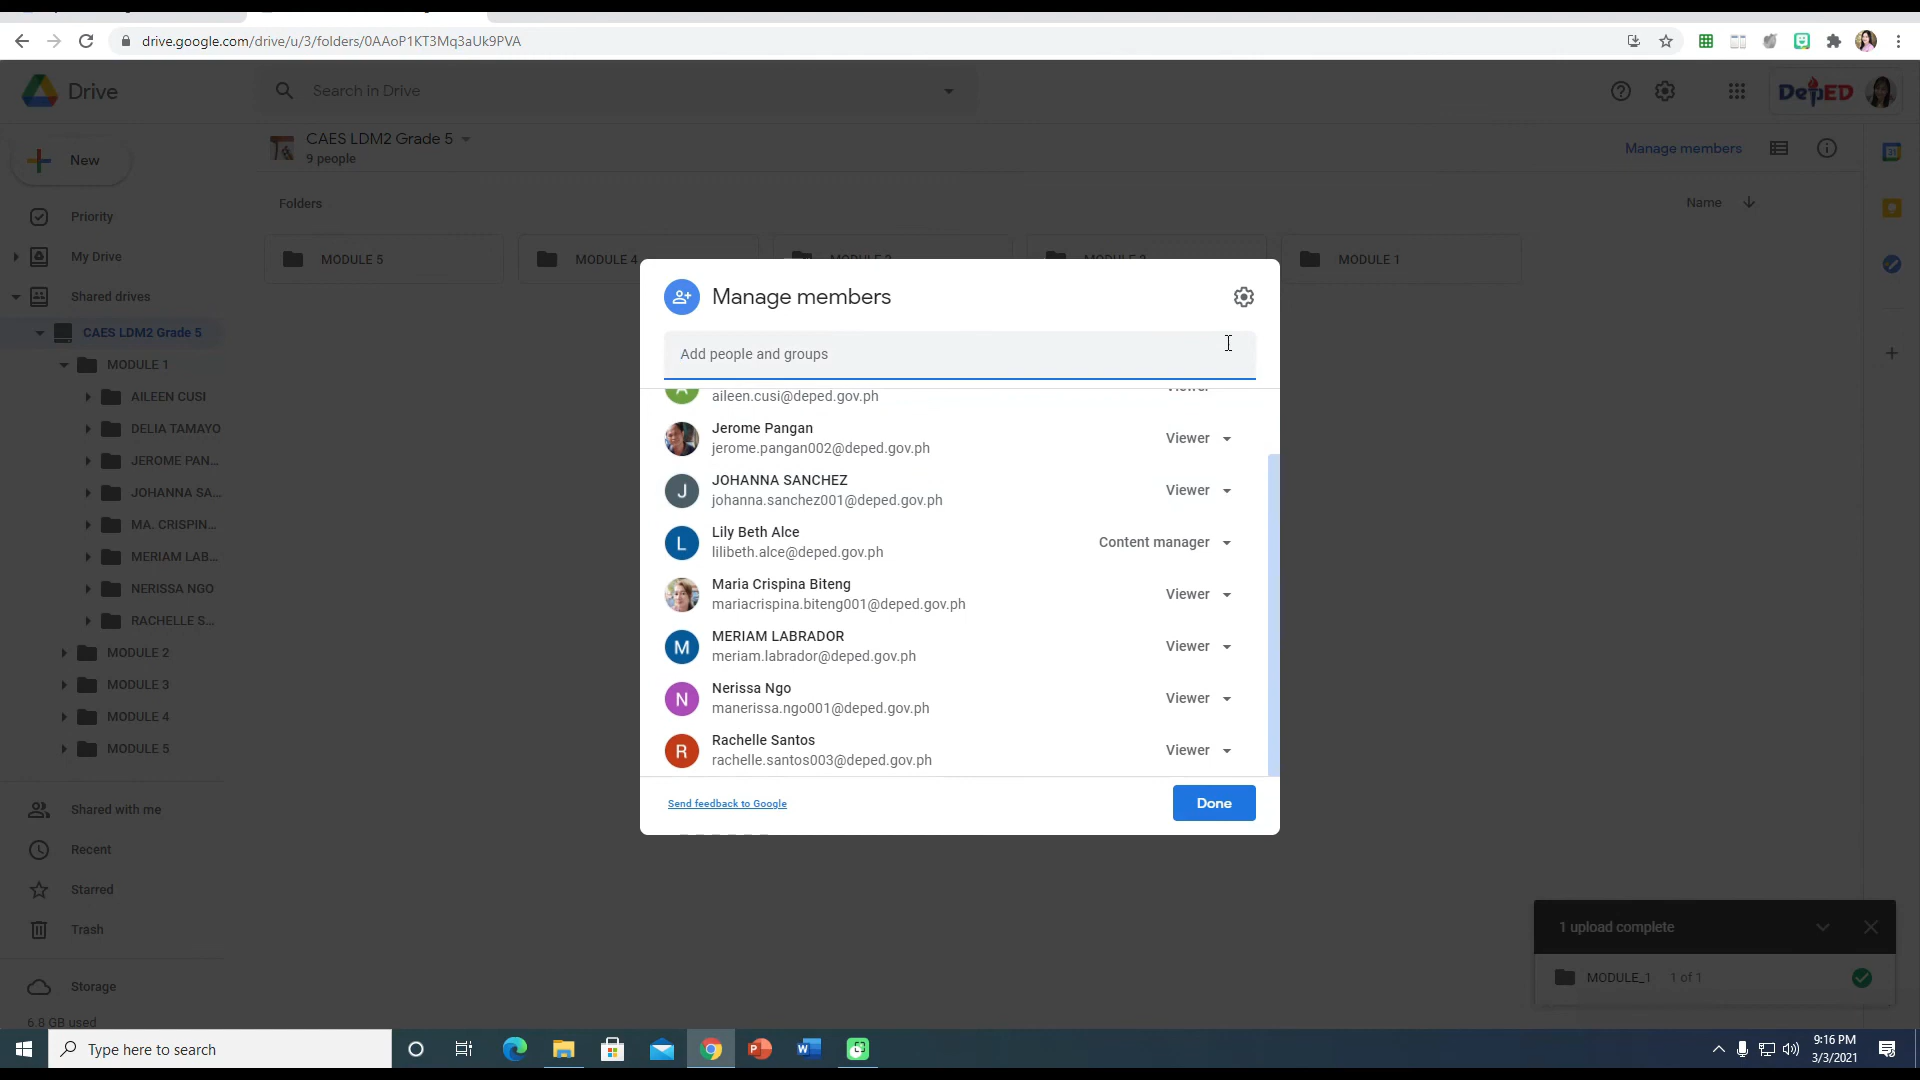 drive.google.com/drive/u/3/folders/0AAoP1KT3Mq3aUk9PVA
Drive
Search in Drive
DepED
New
CAES LDM2 Grade 5
9 people
Manage members
Priority
My Drive
Shared drives
CAES LDM2 Grade 5
MODULE 1
AILEEN CUSI
DELIA TAMAYO
JEROME PAN...
JOHANNA SA...
MA. CRISPIN...
MERIAM LAB...
NERISSA NGO
RACHELLE S...
MODULE 2
MODULE 3
MODULE 4
MODULE 5
Shared with me
Recent
Starred
Trash
Storage
6.8 GB used
Folders
Name
MODULE 5
MODULE 4
MODULE 1
Manage members
Add people and groups
aileen.cusi@deped.gov.ph
Viewer
Jerome Pangan
jerome.pangan002@deped.gov.ph
Viewer
JOHANNA SANCHEZ
johanna.sanchez001@deped.gov.ph
Viewer
Lily Beth Alce
lilibeth.alce@deped.gov.ph
Content manager
Maria Crispina Biteng
mariacrispina.biteng001@deped.gov.ph
Viewer
MERIAM LABRADOR
meriam.labrador@deped.gov.ph
Viewer
Nerissa Ngo
manerissa.ngo001@deped.gov.ph
Viewer
Rachelle Santos
rachelle.santos003@deped.gov.ph
Viewer
Send feedback to Google
Done
1 upload complete
MODULE_1 1 of 1
Type here to search
9:16 PM
3/3/2021